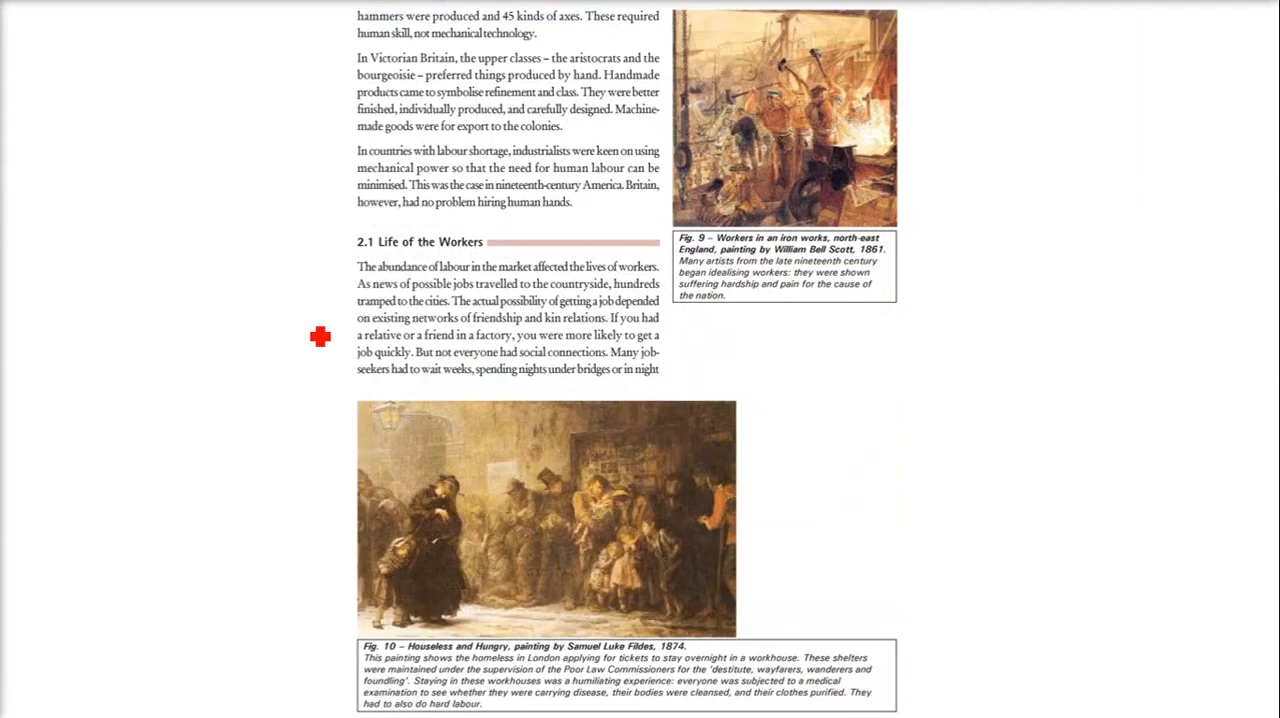 hammers were produced and 45 kinds of axes. These required
human skill, not mechanical technology.
In Victorian Britain, the upper classes – the aristocrats and the
bourgeoisie – preferred things produced by hand. Handmade
products came to symbolise refinement and class. They were better
finished, individually produced, and carefully designed. Machine-
made goods were for export to the colonies.
In countries with labour shortage, industrialists were keen on using
mechanical power so that the need for human labour can be
minimised. This was the case in nineteenth-century America. Britain,
however, had no problem hiring human hands.
2.1 Life of the Workers
The abundance of labour in the market affected the lives of workers.
As news of possible jobs travelled to the countryside, hundreds
tramped to the cities. The actual possibility of getting a job depended
on existing networks of friendship and kin relations. If you had
a relative or a friend in a factory, you were more likely to get a
job quickly. But not everyone had social connections. Many job-
seekers had to wait weeks, spending nights under bridges or in night
Fig. 9 – Workers in an iron works, north-east
England, painting by William Bell Scott, 1861.
Many artists from the late nineteenth century
began idealising workers: they were shown
suffering hardship and pain for the cause of
the nation.
Fig. 10 – Houseless and Hungry, painting by Samuel Luke Fildes, 1874.
This painting shows the homeless in London applying for tickets to stay overnight in a workhouse. These shelters
were maintained under the supervision of the Poor Law Commissioners for the 'destitute, wayfarers, wanderers and
foundling'. Staying in these workhouses was a humiliating experience: everyone was subjected to a medical
examination to see whether they were carrying disease, their bodies were cleansed, and their clothes purified. They
had to also do hard labour.